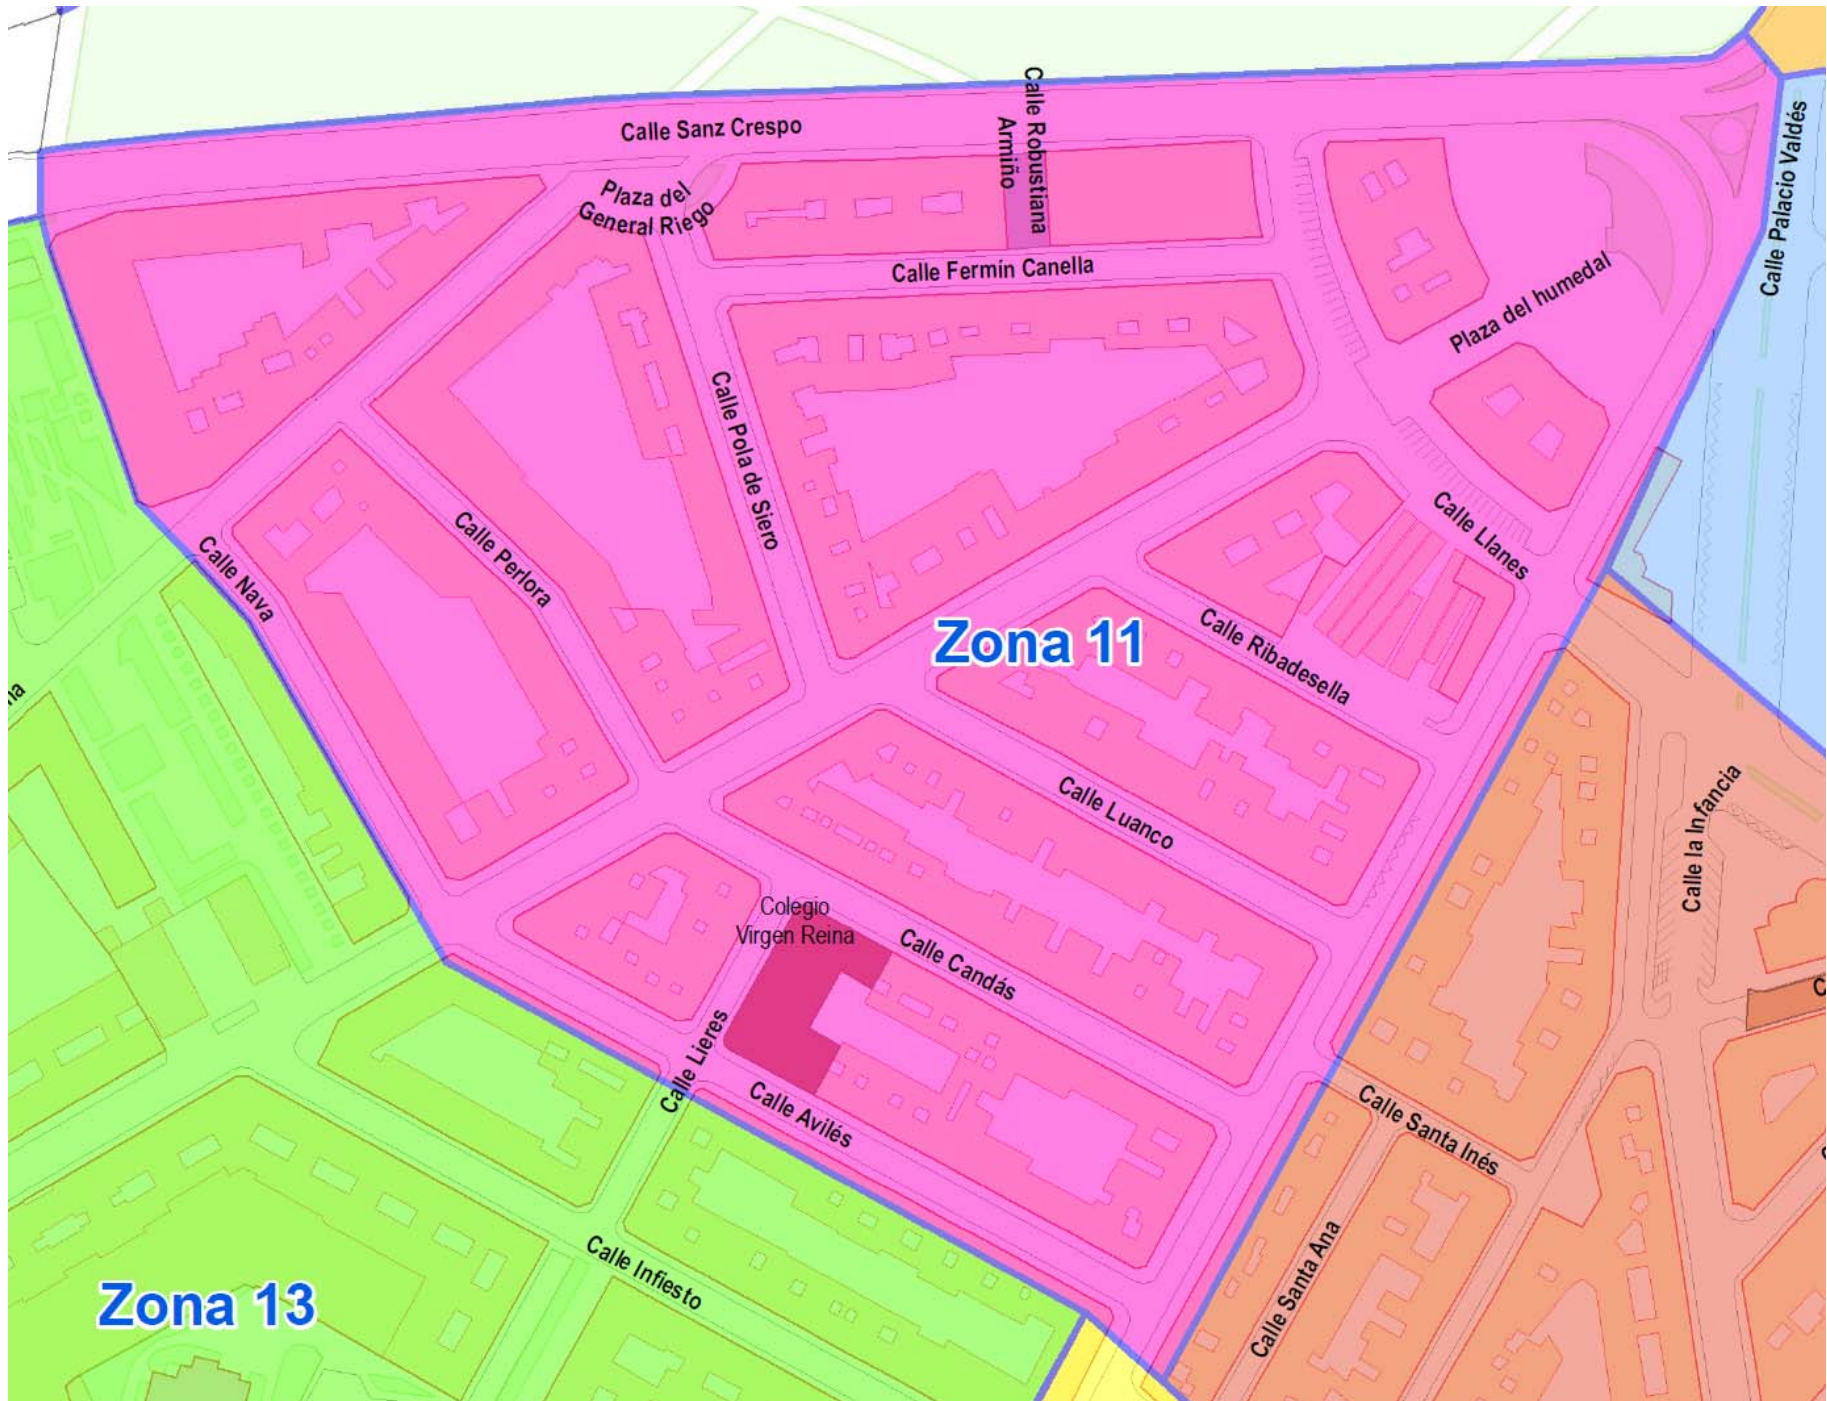 Calle Sanz Crespo
Calle Robustiana
Armiño
Plaza del
General Riego
Calle Palacio Valdés
Calle Fermín Canella
Plaza del humedal
Calle Pola de Siero
Calle Perlora
Calle Nava
Calle Llanes
Zona 11
Calle Ribadesella
na
Calle Luanco
Calle la Infancia
Colegio
Virgen Reina
Calle Candás
Calle Lieres
Calle Avilés
Calle Santa Inés
Calle Santa Ana
Calle Infiesto
Zona 13